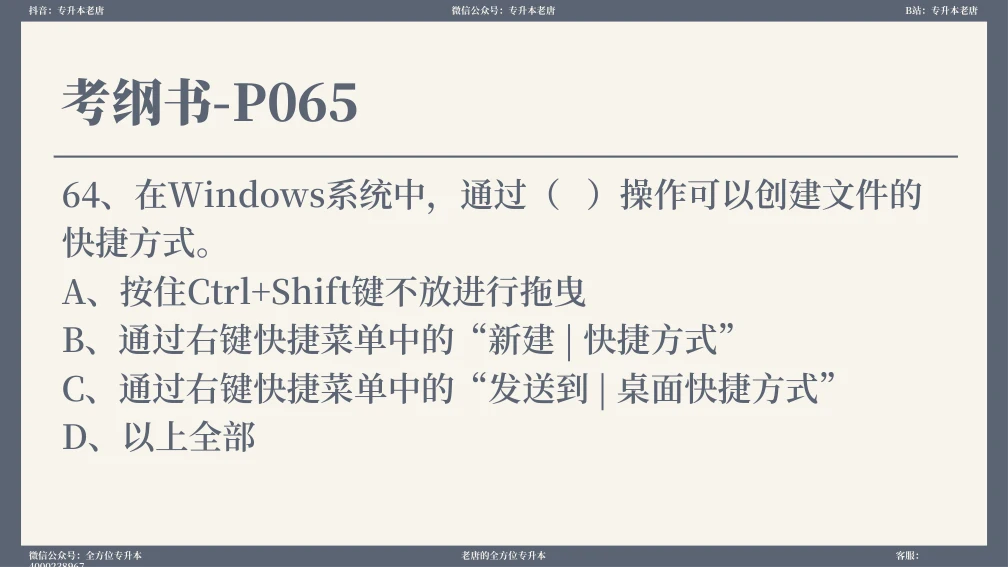 抖音：专升本老唐
微信公众号：专升本老唐
B站：专升本老唐
考纲书-P065
64、在Windows系统中，通过（ ）操作可以创建文件的
快捷方式。
A、按住Ctrl+Shift键不放进行拖曳
B、通过右键快捷菜单中的“新建 | 快捷方式”
C、通过右键快捷菜单中的“发送到 | 桌面快捷方式”
D、以上全部
微信公众号：全方位专升本
老唐的全方位专升本
客服：
4000238967